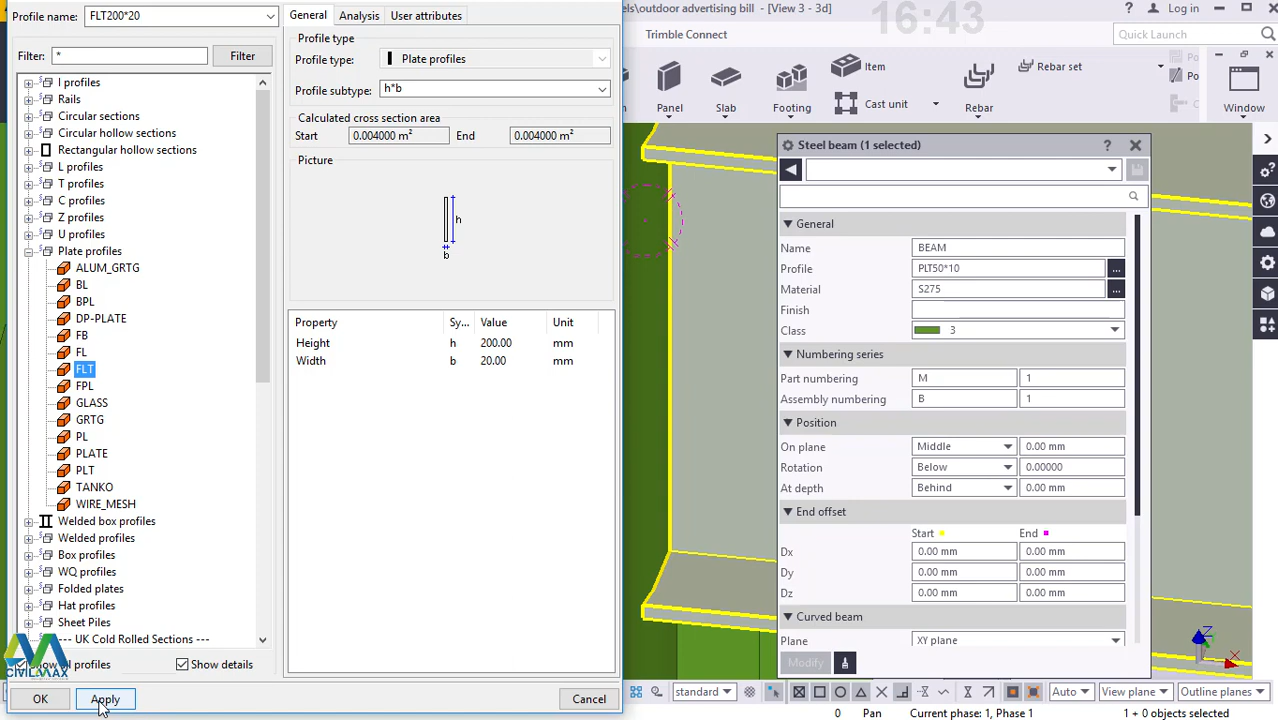 Profile name: FLT200*20
Filter: * Filter
I profiles
Rails
Circular sections
Circular hollow sections
Rectangular hollow sections
L profiles
T profiles
C profiles
Z profiles
U profiles
Plate profiles
ALUM_GRTG
BL
BPL
DP-PLATE
FB
FL
FLT
FPL
GLASS
GRTG
PL
PLATE
PLT
TANKO
WIRE_MESH
Welded box profiles
Welded profiles
Box profiles
WQ profiles
Folded plates
Hat profiles
Sheet Piles
--- UK Cold Rolled Sections ---
profiles Show details
CIVILMAX
OK Apply Cancel
General Analysis User attributes
Profile type
Profile type: Plate profiles
Profile subtype: h*b
Calculated cross section area
Start 0.004000 m² End 0.004000 m²
Picture
h
b
Property Sy... Value Unit
Height h 200.00 mm
Width b 20.00 mm
els\outdoor advertising bill - [View 3 - 3d]
16:43
? Log in
Trimble Connect
Quick Launch
Panel Slab Footing Item Cast unit Rebar Rebar set Po Window
Steel beam (1 selected) ?
General
Name BEAM
Profile PLT50*10 ...
Material S275 ...
Finish
Class 3
Numbering series
Part numbering M 1
Assembly numbering B 1
Position
On plane Middle 0.00 mm
Rotation Below 0.00000
At depth Behind 0.00 mm
End offset
Start End
Dx 0.00 mm 0.00 mm
Dy 0.00 mm 0.00 mm
Dz 0.00 mm 0.00 mm
Curved beam
Plane XY plane
Modify
Z
X
standard Auto View plane Outline planes
0 Pan Current phase: 1, Phase 1 1 + 0 objects selected